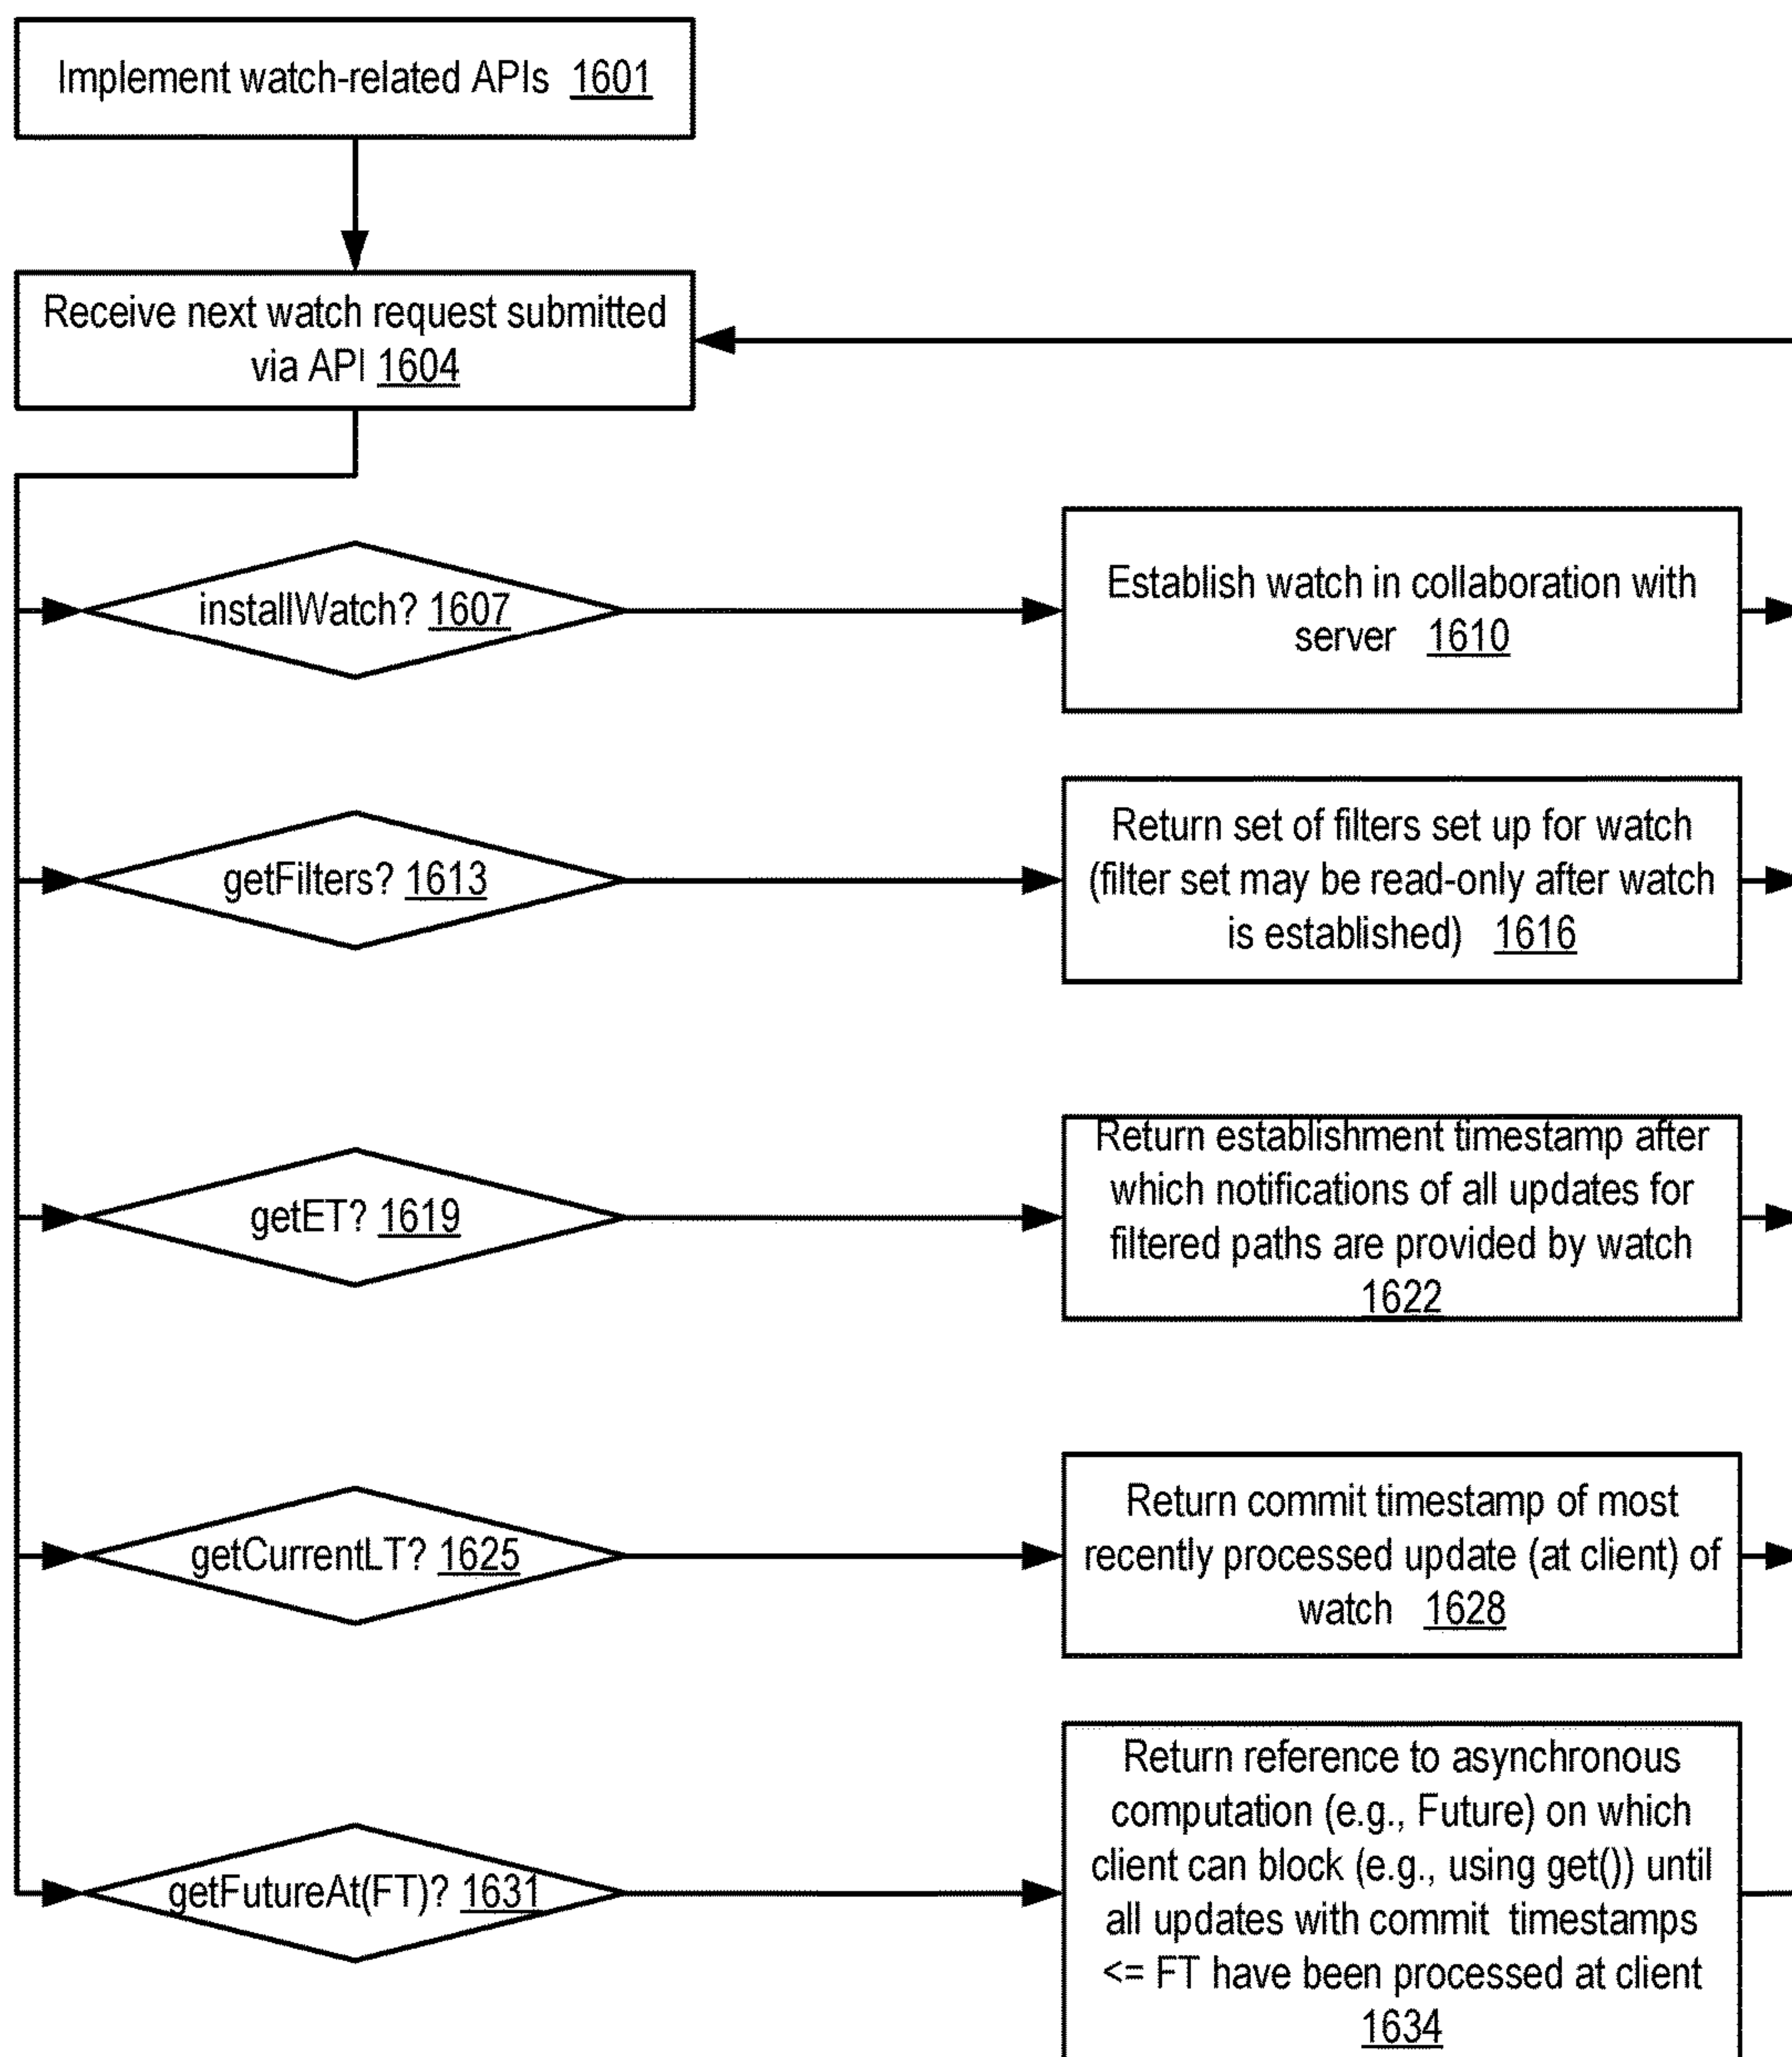 Implement watch-related APIs 1601
Receive next watch request submitted
via API 1604
installWatch? 1607
Establish watch in collaboration with
server 1610
getFilters? 1613
Return set of filters set up for watch
(filter set may be read-only after watch
is established) 1616
getET? 1619
Return establishment timestamp after
which notifications of all updates for
filtered paths are provided by watch
1622
getCurrentLT? 1625
Return commit timestamp of most
recently processed update (at client) of
watch 1628
getFutureAt(FT)? 1631
Return reference to asynchronous
computation (e.g., Future) on which
client can block (e.g., using get()) until
all updates with commit timestamps
<= FT have been processed at client
1634